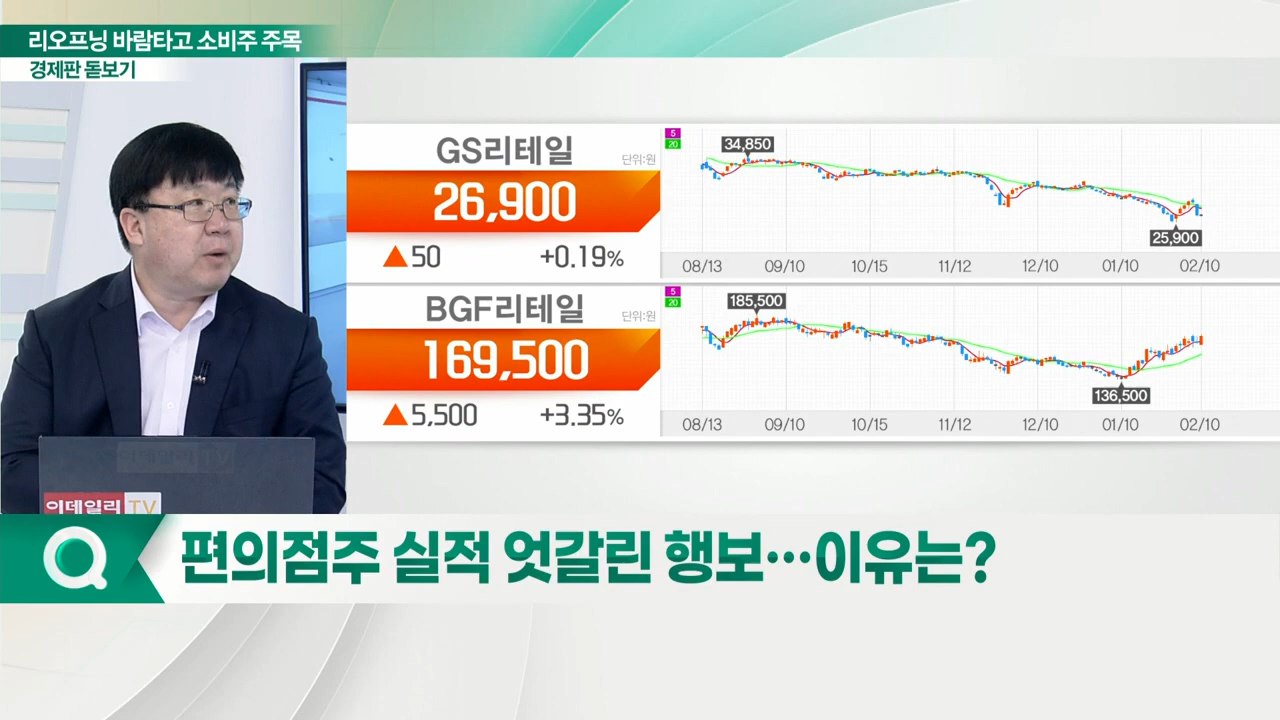 리오프닝 바람타고 소비주 주목
경제판 돋보기
GS리테일
단위:원
26,900
▲50 +0.19%
5
20
34,850
25,900
08/13 09/10 10/15 11/12 12/10 01/10 02/10
BGF리테일
단위:원
169,500
▲5,500 +3.35%
5
20
185,500
136,500
08/13 09/10 10/15 11/12 12/10 01/10 02/10
이데일리 TV
Q 편의점주 실적 엇갈린 행보…이유는?